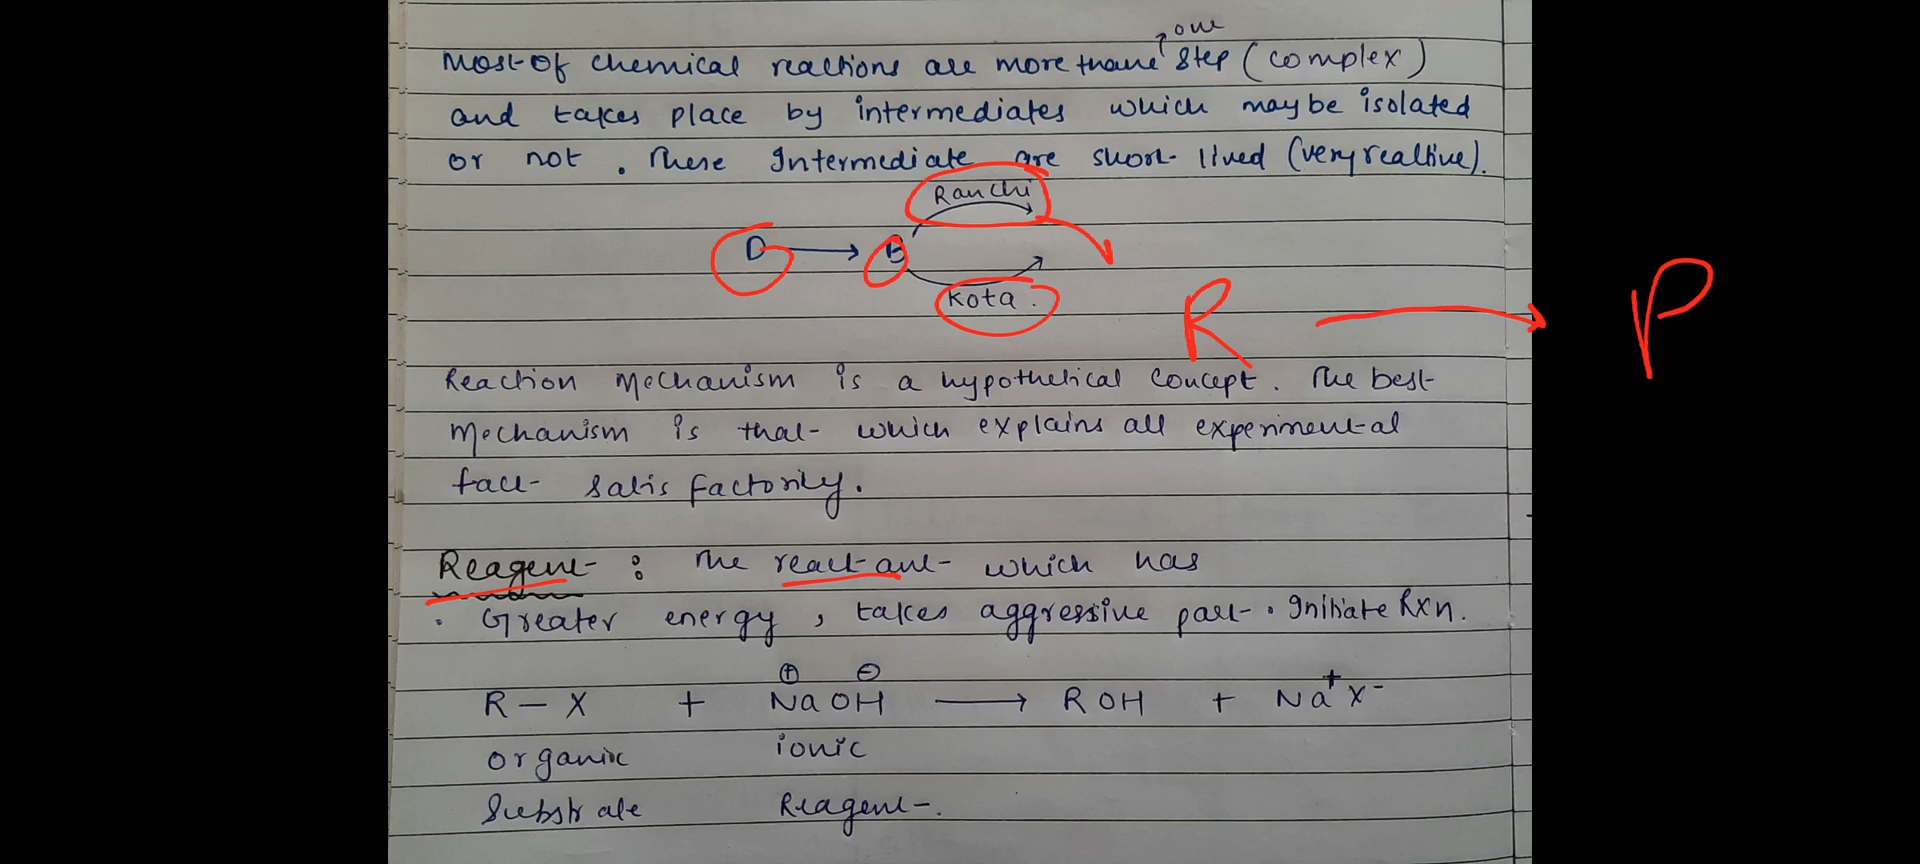 one
Most of chemical reactions are more thane step (complex)
and takes place by intermediates which maybe isolated
or not. These Intermediate are short lived (very reactive).
Ranchi
D → B
Kota.
R → P
Reaction Mechanism is a hypothetical concept. The best
Mechanism is that which explains all experimental
fact satisfactorily.
Reagent : The reactant which has
. Greater energy, takes aggressive part. Initiate Rxn.
⊕ ⊖
R - X + NaOH → ROH + Na⁺X⁻
organic ionic
Substrate Reagent.